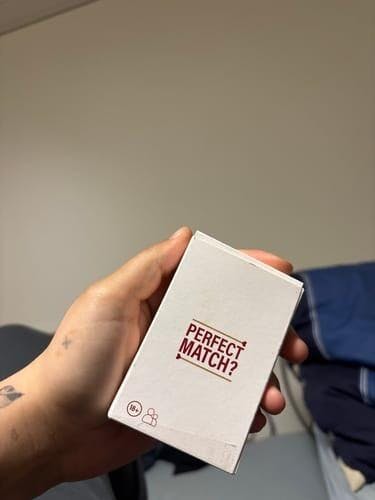 PERFECT
MATCH?
18+